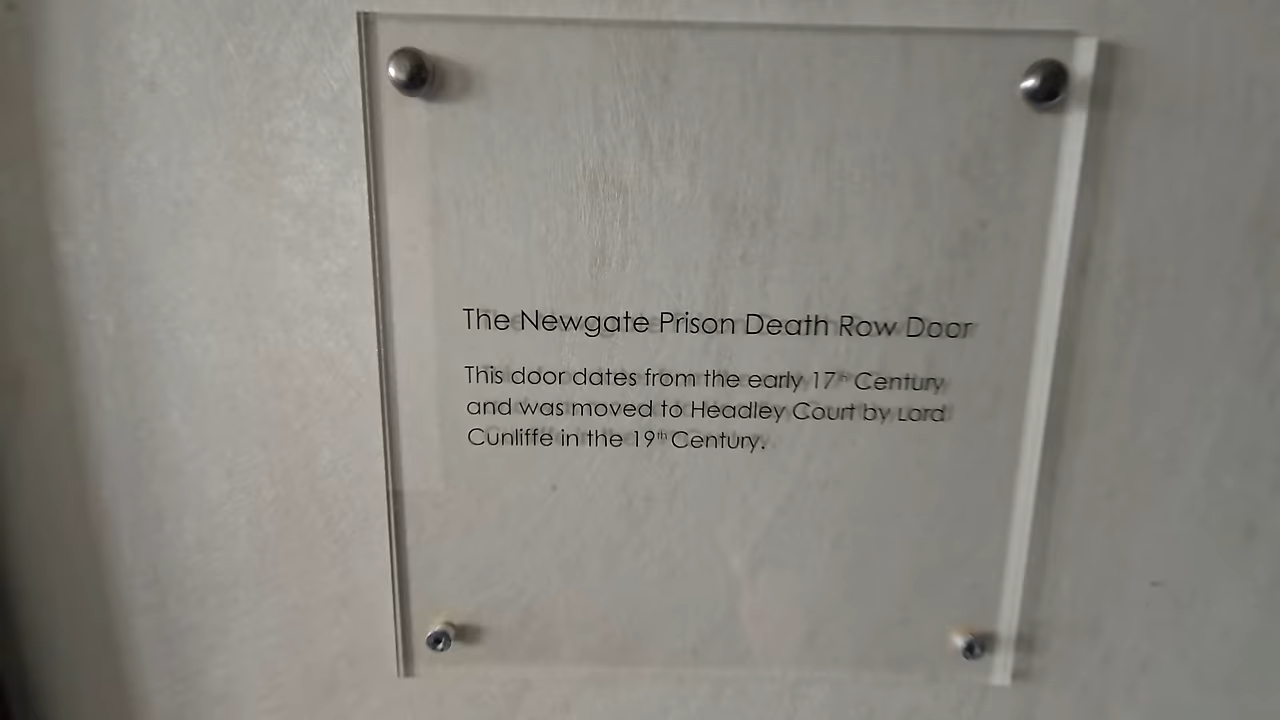 The Newgate Prison Death Row Door
This door dates from the early 17th Century
and was moved to Headley Court by Lord
Cunliffe in the 19th Century.